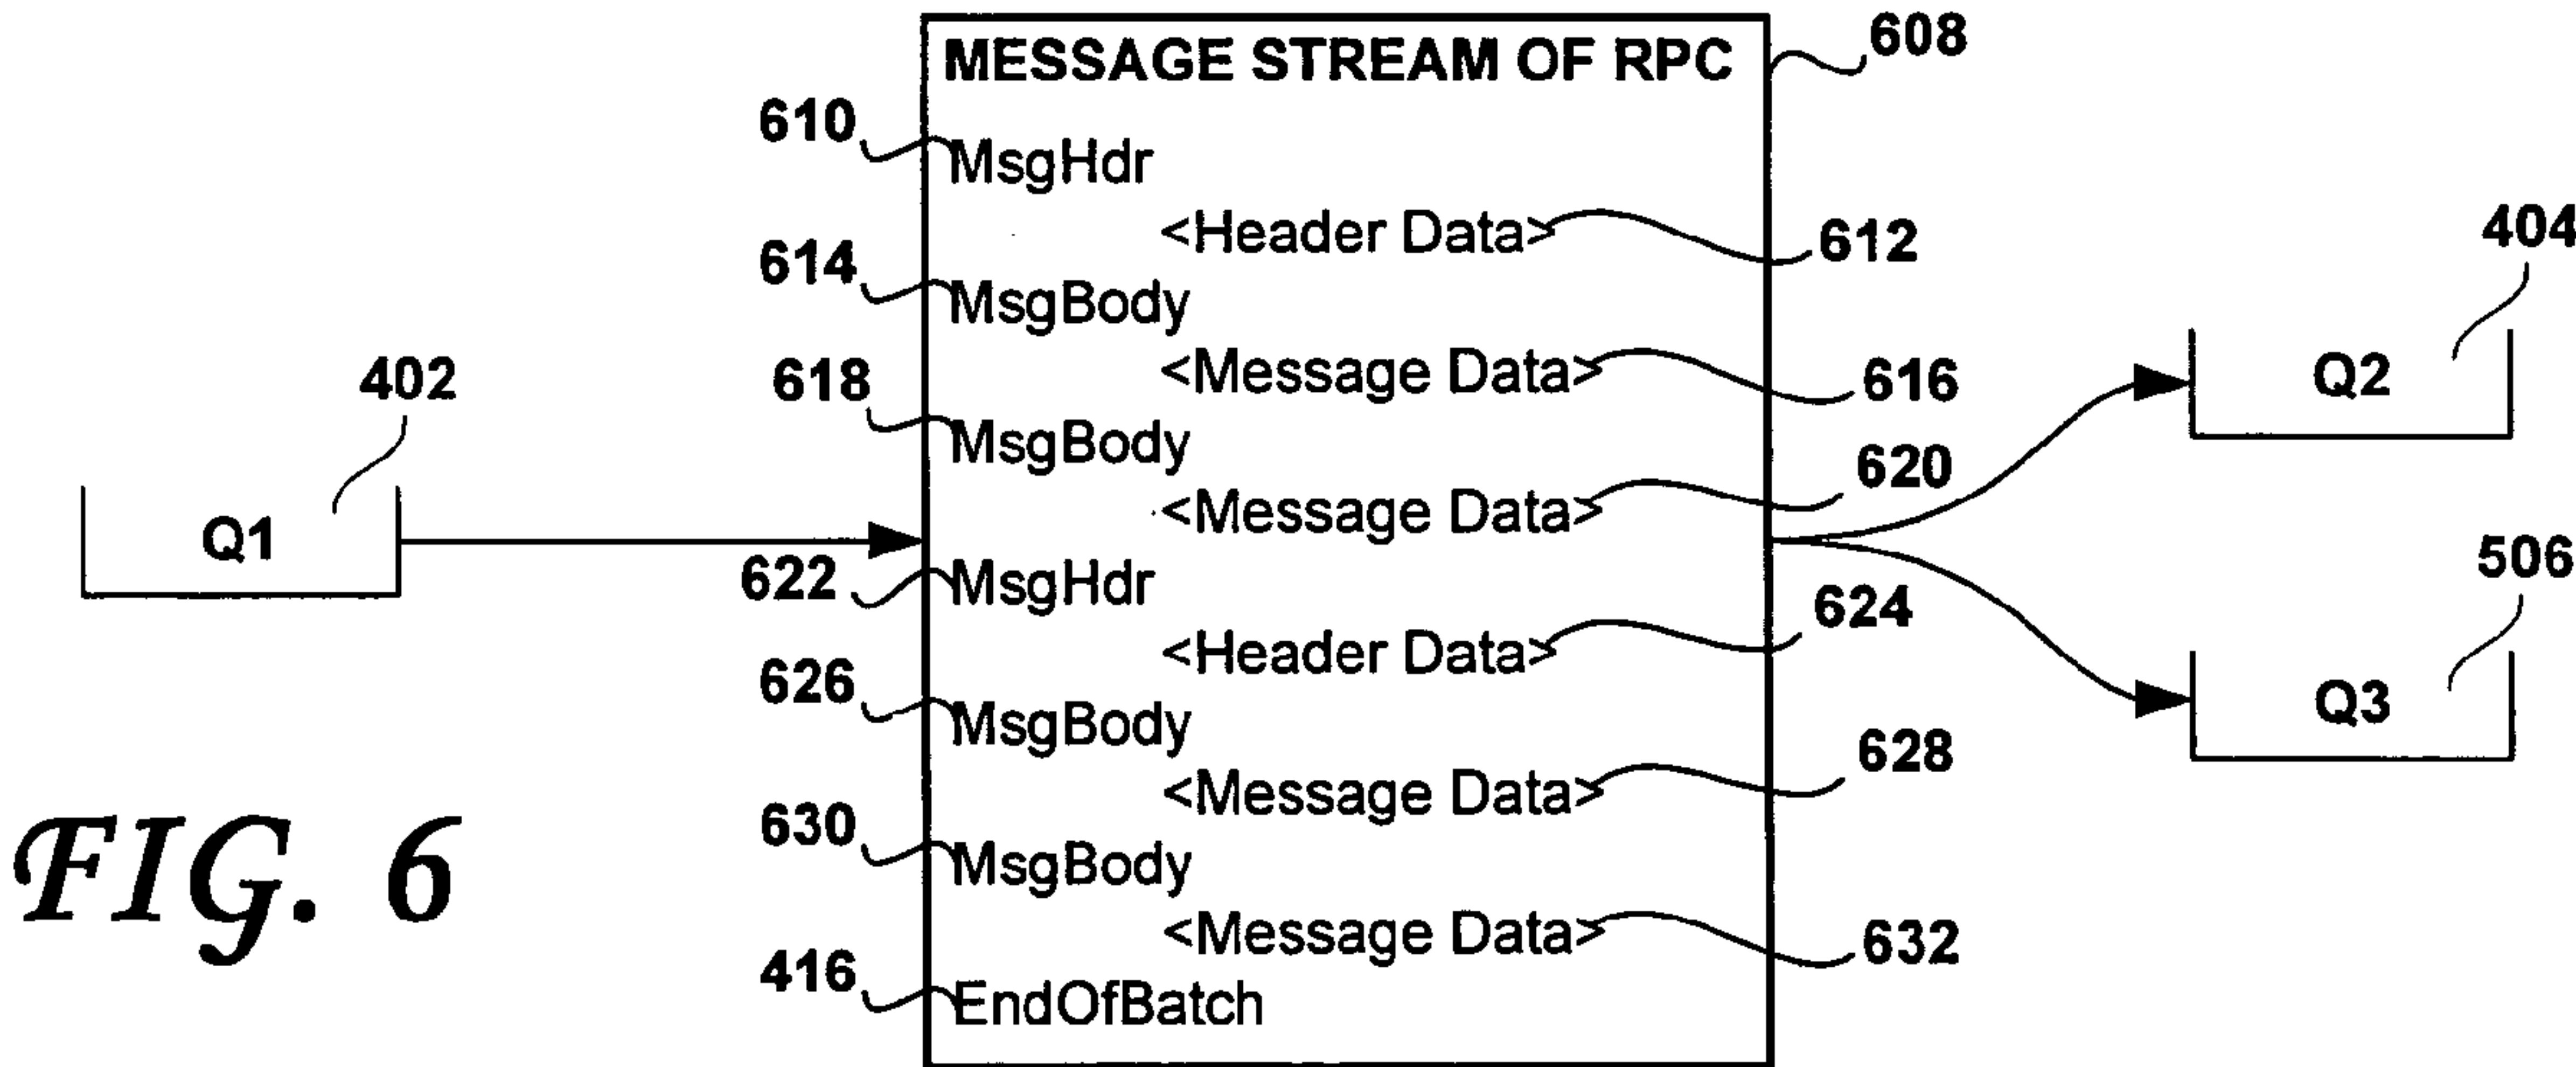 MESSAGE STREAM OF RPC
608
610
MsgHdr
<Header Data>
612
614
MsgBody
<Message Data>
616
618
MsgBody
<Message Data>
620
622
MsgHdr
<Header Data>
624
626
MsgBody
<Message Data>
628
630
MsgBody
<Message Data>
632
416
EndOfBatch
402
Q1
404
Q2
506
Q3
FIG. 6